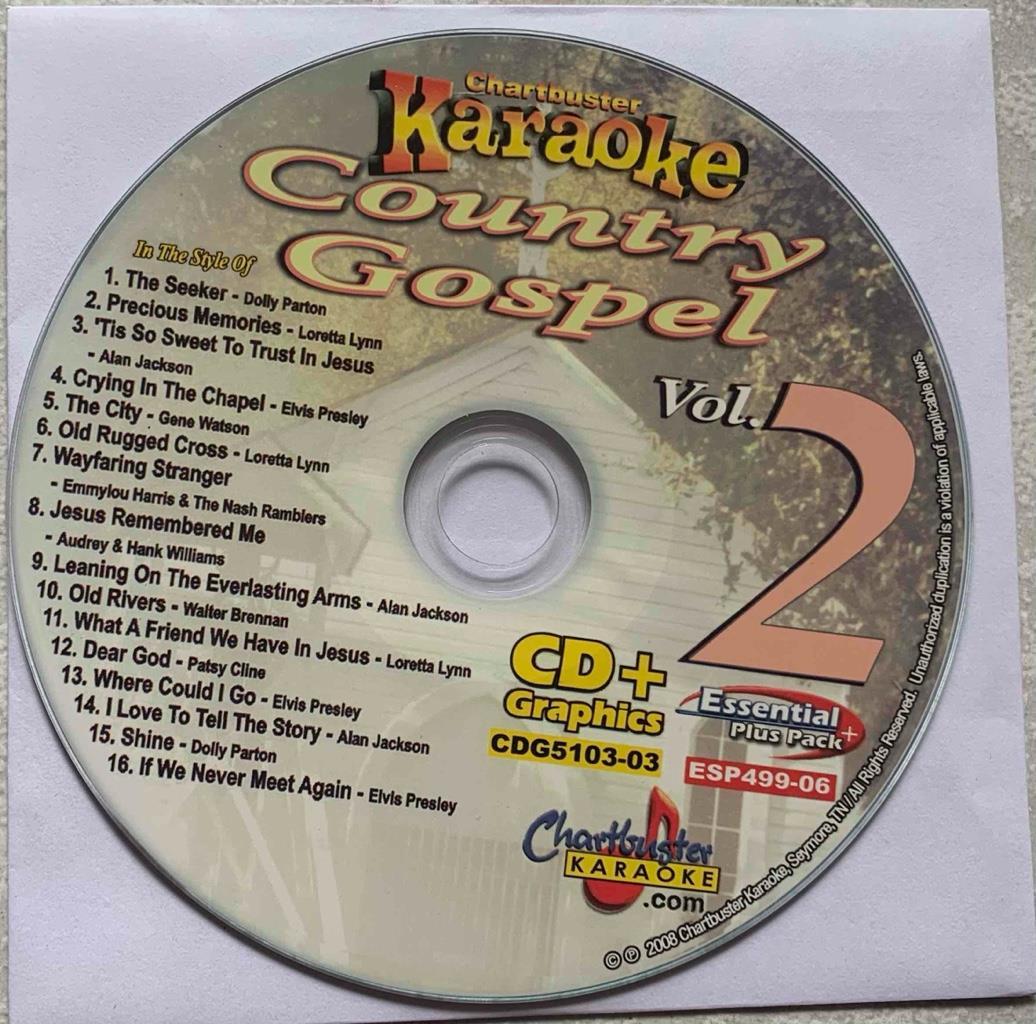 Chartbuster
Karaoke
Country
Gospel
Vol. 2
In The Style Of
1. The Seeker - Dolly Parton
2. Precious Memories - Loretta Lynn
3. 'Tis So Sweet To Trust In Jesus
- Alan Jackson
4. Crying In The Chapel - Elvis Presley
5. The City - Gene Watson
6. Old Rugged Cross - Loretta Lynn
7. Wayfaring Stranger
- Emmylou Harris & The Nash Ramblers
8. Jesus Remembered Me
- Audrey & Hank Williams
9. Leaning On The Everlasting Arms - Alan Jackson
10. Old Rivers - Walter Brennan
11. What A Friend We Have In Jesus - Loretta Lynn
12. Dear God - Patsy Cline
13. Where Could I Go - Elvis Presley
14. I Love To Tell The Story - Alan Jackson
15. Shine - Dolly Parton
16. If We Never Meet Again - Elvis Presley
CD+
Graphics
CDG5103-03
Essential
Plus Pack+
ESP499-06
Chartbuster
KARAOKE
.com
© ℗ 2008 Chartbuster Karaoke, Seymore, TN // All Rights Reserved. Unauthorized duplication is a violation of applicable laws.